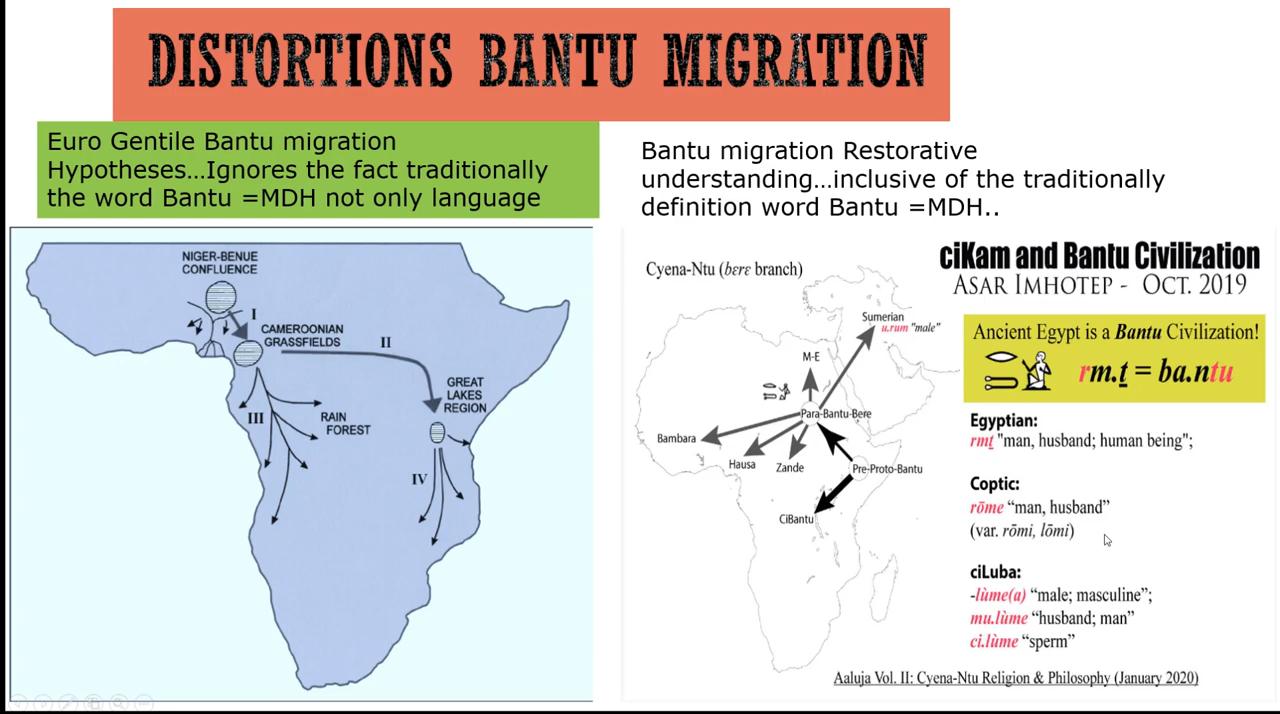 DISTORTIONS BANTU MIGRATION
Euro Gentile Bantu migration
Hypotheses…Ignores the fact traditionally
the word Bantu =MDH not only language
NIGER-BENUE
CONFLUENCE
I
CAMEROONIAN
GRASSFIELDS
II
GREAT
LAKES
REGION
III
RAIN
FOREST
IV
Bantu migration Restorative
understanding…inclusive of the traditionally
definition word Bantu =MDH..
Cyena-Ntu (bɛrɛ branch)
Sumerian
u.rum "male"
M-E
Para-Bantu-Bere
Bambara
Hausa
Zande
Pre-Proto-Bantu
CiBantu
ciKam and Bantu Civilization
ASAR IMHOTEP - OCT. 2019
Ancient Egypt is a Bantu Civilization!
rm.ṯ = ba.ntu
Egyptian:
rmṯ "man, husband; human being";
Coptic:
rōme “man, husband”
(var. rōmi, lōmi)
ciLuba:
-lùme(a) “male; masculine”;
mu.lùme “husband; man”
ci.lùme “sperm”
Aaluja Vol. II: Cyena-Ntu Religion & Philosophy (January 2020)